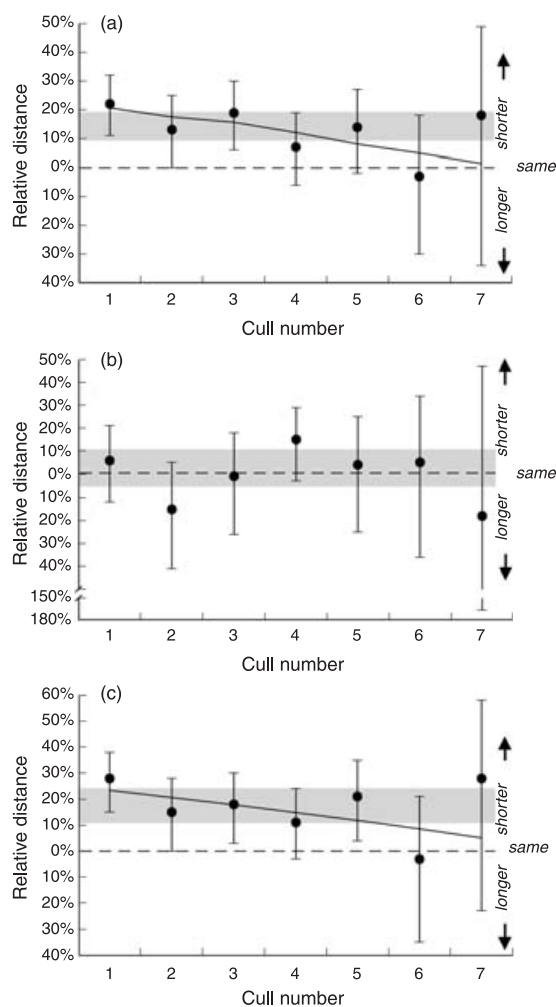 (a)
50%
40%
30%
20%
10%
0%
10%
20%
30%
40%
Relative distance
shorter
same
longer
1 2 3 4 5 6 7
Cull number
(b)
50%
40%
30%
20%
10%
0%
10%
20%
30%
40%
150%
180%
Relative distance
shorter
same
longer
1 2 3 4 5 6 7
Cull number
(c)
60%
50%
40%
30%
20%
10%
0%
10%
20%
30%
40%
Relative distance
shorter
same
longer
1 2 3 4 5 6 7
Cull number